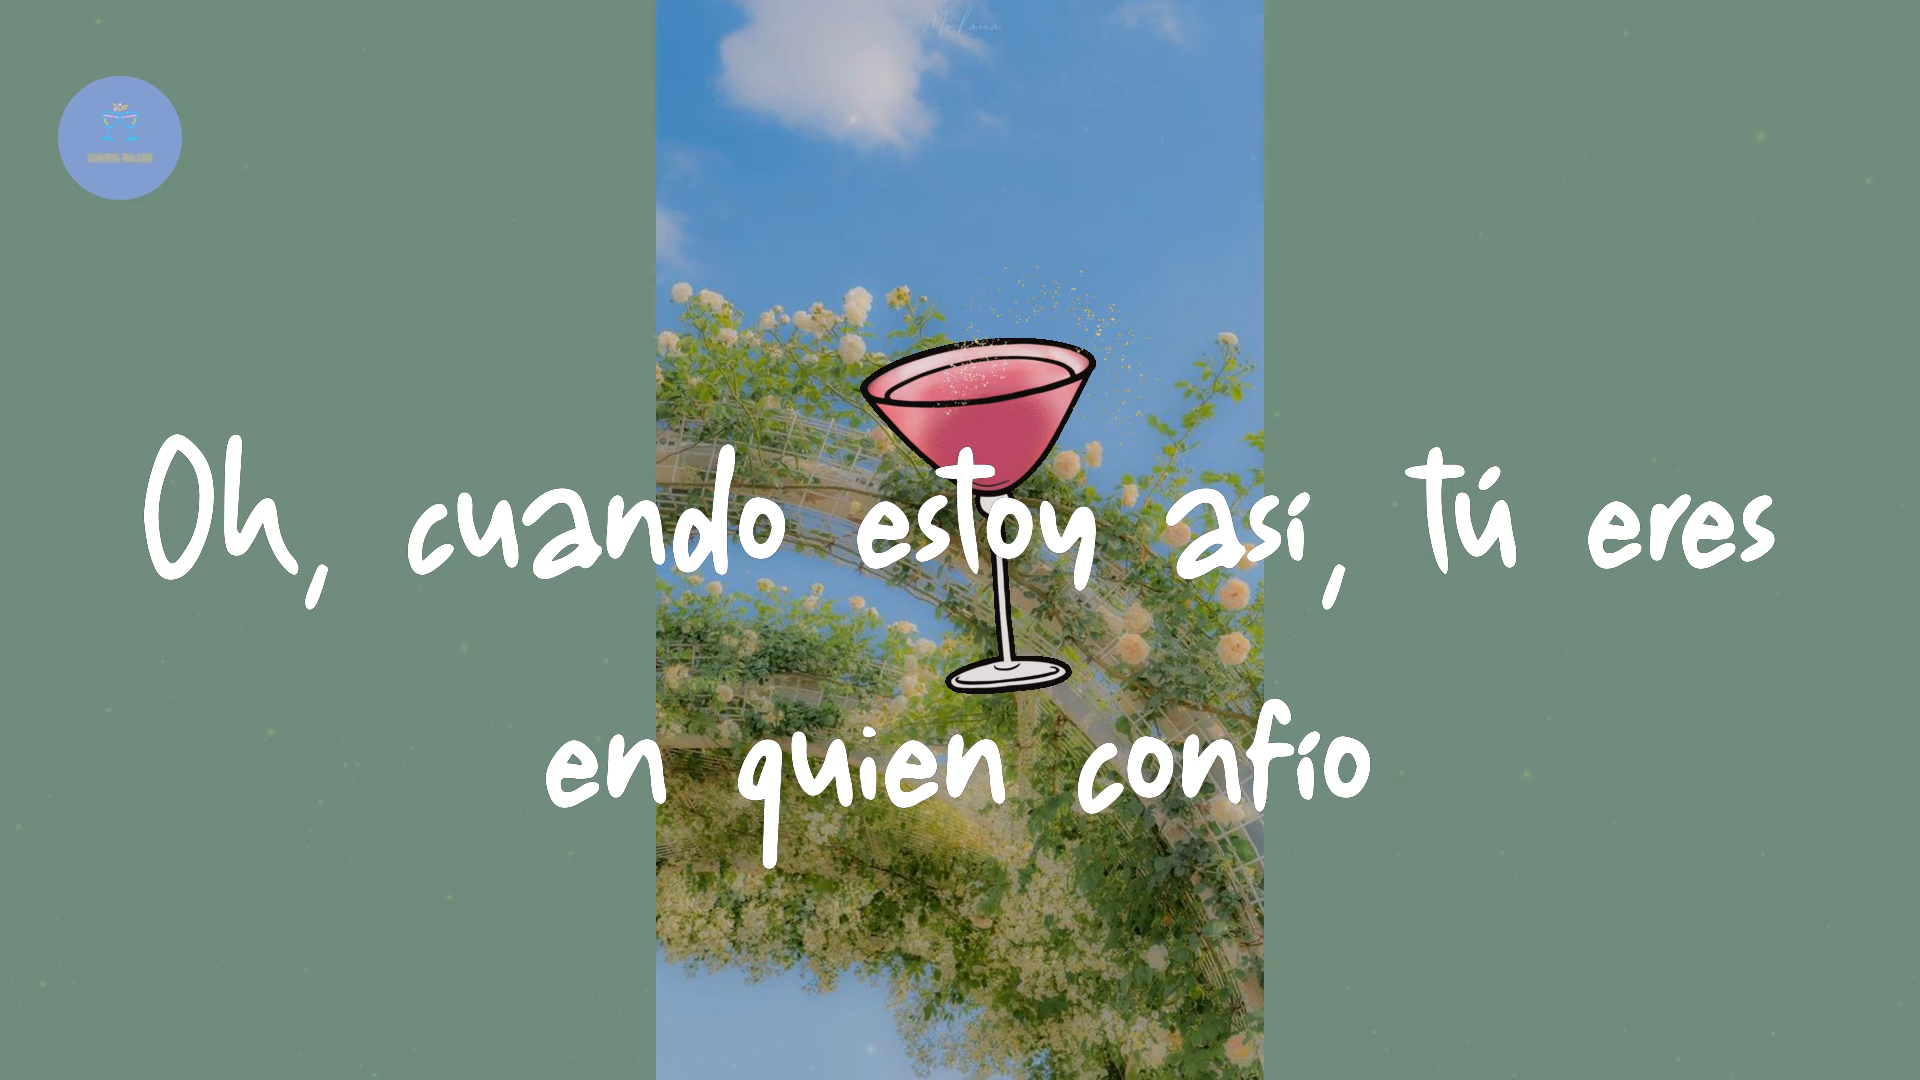 Oh, cuando estoy así, tú eres
en quien confío